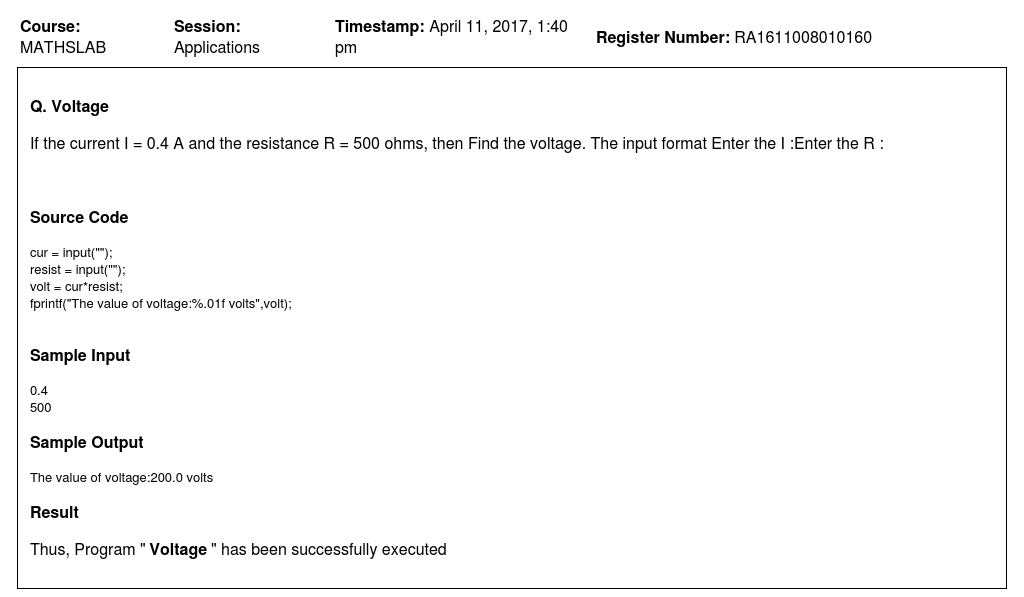 Course:
MATHSLAB
Session:
Applications
Timestamp: April 11, 2017, 1:40
pm
Register Number: RA1611008010160
Q. Voltage
If the current I = 0.4 A and the resistance R = 500 ohms, then Find the voltage. The input format Enter the I :Enter the R :
Source Code
cur = input("");
resist = input("");
volt = cur*resist;
fprintf("The value of voltage:%.01f volts",volt);
Sample Input
0.4
500
Sample Output
The value of voltage:200.0 volts
Result
Thus, Program " Voltage " has been successfully executed